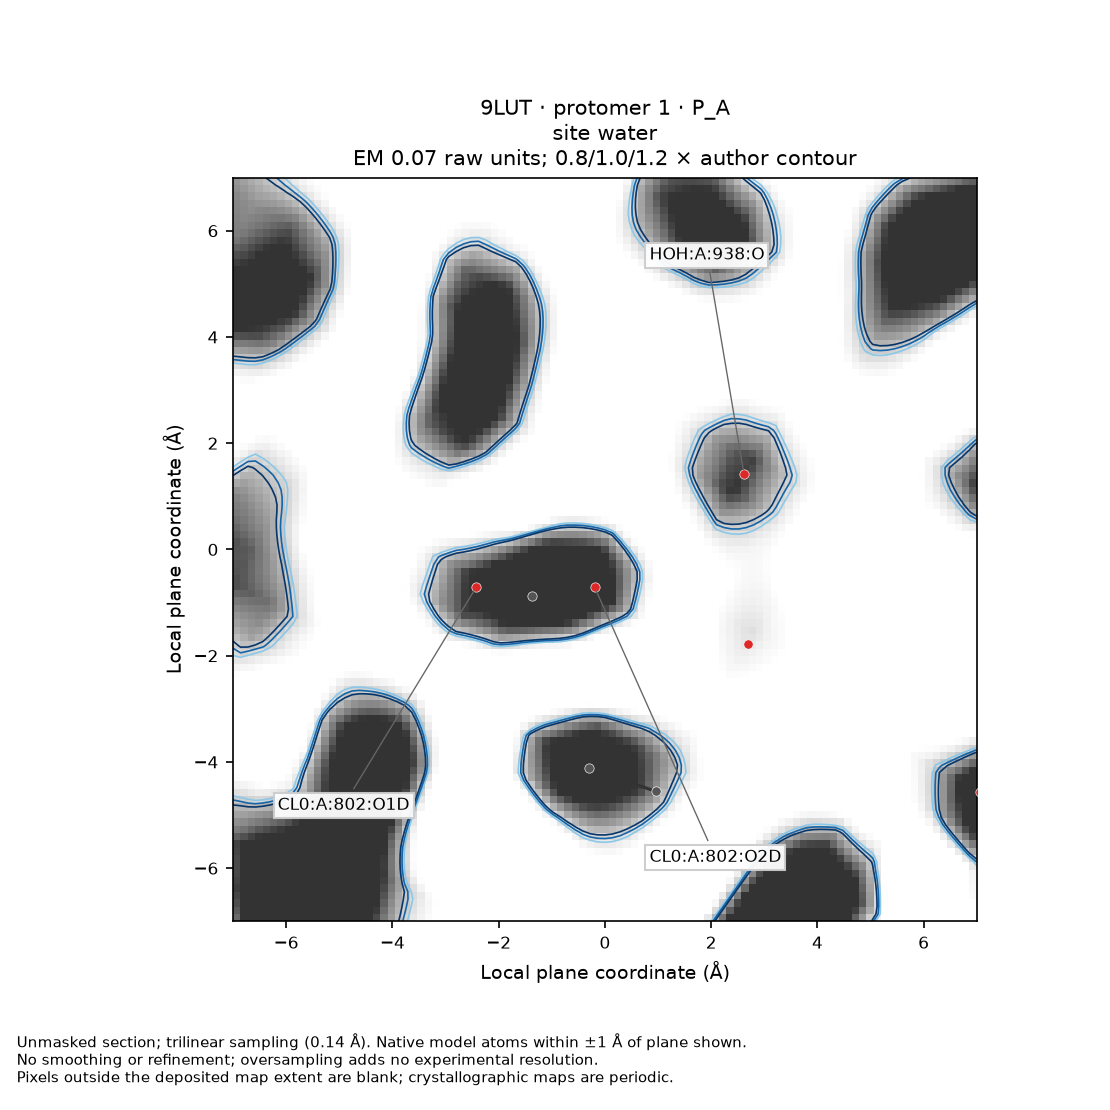 9LUT · protomer 1 · P_A
site water
EM 0.07 raw units; 0.8/1.0/1.2 × author contour
HOH:A:938:O
CL0:A:802:O1D
CL0:A:802:O2D
Local plane coordinate (Å)
6
4
2
0
−2
−4
−6
−6
−4
−2
0
2
4
6
Local plane coordinate (Å)
Unmasked section; trilinear sampling (0.14 Å). Native model atoms within ±1 Å of plane shown.
No smoothing or refinement; oversampling adds no experimental resolution.
Pixels outside the deposited map extent are blank; crystallographic maps are periodic.